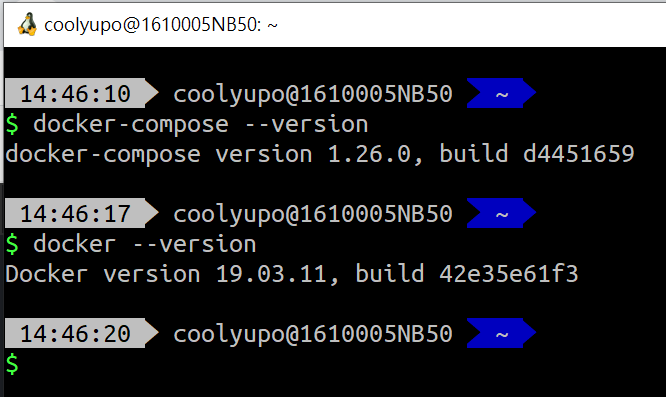 coolyupo@1610005NB50: ~
14:46:10 coolyupo@1610005NB50 ~
$ docker-compose --version
docker-compose version 1.26.0, build d4451659
14:46:17 coolyupo@1610005NB50 ~
$ docker --version
Docker version 19.03.11, build 42e35e61f3
14:46:20 coolyupo@1610005NB50 ~
$